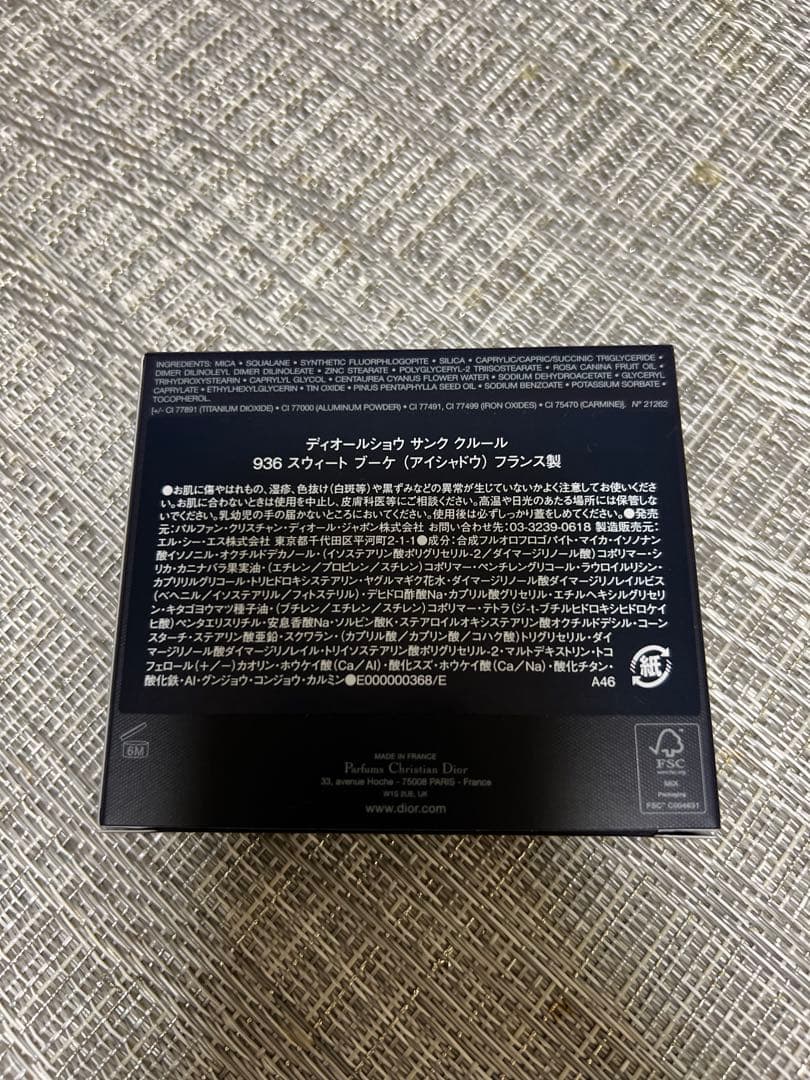 INGREDIENTS: MICA • SQUALANE • SYNTHETIC FLUORPHLOGOPITE • SILICA • CAPRYLIC/CAPRIC/SUCCINIC TRIGLYCERIDE •
DIMER DILINOLEYL DIMER DILINOLEATE • ZINC STEARATE • POLYGLYCERYL-2 TRIISOSTEARATE • ROSA CANINA FRUIT OIL •
TRIHYDROXYSTEARIN • CAPRYLYL GLYCOL • CENTAUREA CYANUS FLOWER WATER • SODIUM DEHYDROACETATE • GLYCERYL
CAPRYLATE • ETHYLHEXYLGLYCERIN • TIN OXIDE • PINUS PENTAPHYLLA SEED OIL • SODIUM BENZOATE • POTASSIUM SORBATE •
TOCOPHEROL.
[+/- CI 77891 (TITANIUM DIOXIDE) • CI 77000 (ALUMINUM POWDER) • CI 77491, CI 77499 (IRON OXIDES) • CI 75470 (CARMINE)]. N° 21262
ディオールショウ サンク クルール
936 スウィート ブーケ (アイシャドウ) フランス製
●お肌に傷やはれもの、湿疹、色抜け(白斑等)や黒ずみなどの異常が生じていないかよく注意してお使いくださ
い。お肌に合わないときは使用を中止し、皮膚科医等にご相談ください。高温や日光のあたる場所には保管しな
いでください。乳幼児の手の届かないところにおいてください。使用後は必ずしっかり蓋をしめてください。●発売
元:パルファン・クリスチャン・ディオール・ジャポン株式会社 お問い合わせ先:03-3239-0618 製造販売元:
エル・シー・エス株式会社 東京都千代田区平河町2-1-1●成分:合成フルオロフロゴパイト・マイカ・イソノナン
酸イソノニル・オクチルドデカノール・(イソステアリン酸ポリグリセリル-2/ダイマージリノール酸)コポリマー・シ
リカ・カニナバラ果実油・(エチレン/プロピレン/スチレン)コポリマー・ペンチレングリコール・ラウロイルリシン・
カプリリルグリコール・トリヒドロキシステアリン・ヤグルマギク花水・ダイマージリノール酸ダイマージリノレイルビス
(ベヘニル/イソステアリル/フィトステリル)・デヒドロ酢酸Na・カプリル酸グリセリル・エチルヘキシルグリセリ
ン・キタゴヨウマツ種子油・(ブチレン/エチレン/スチレン)コポリマー・テトラ(ジ-t-ブチルヒドロキシヒドロケイ
ヒ酸)ペンタエリスリチル・安息香酸Na・ソルビン酸K・ステアロイルオキシステアリン酸オクチルドデシル・コーン
スターチ・ステアリン酸亜鉛・スクワラン・(カプリル酸/カプリン酸/コハク酸)トリグリセリル・ダイ
マージリノール酸ダイマージリノレイル・トリイソステアリン酸ポリグリセリル-2・マルトデキストリン・トコ
フェロール(+/−)カオリン・ホウケイ酸(Ca/Al)・酸化スズ・ホウケイ酸(Ca/Na)・酸化チタン・
酸化鉄・Al・グンジョウ・コンジョウ・カルミン●E000000368/E A46
紙
6M
MADE IN FRANCE
Parfums Christian Dior
33, avenue Hoche - 75008 PARIS - France
W1S 2UE, UK
www.dior.com
FSC
MIX
Packaging
FSC™ C004631